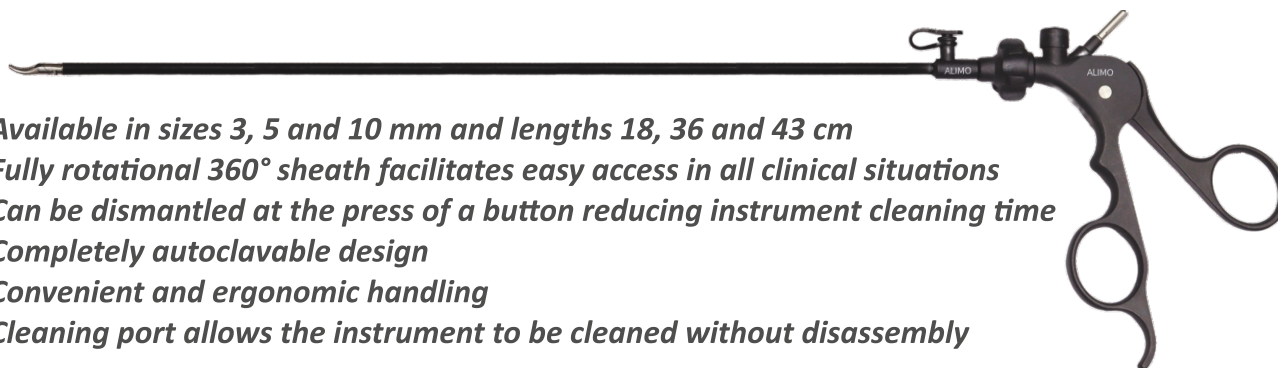 ALIMO
ALIMO
Available in sizes 3, 5 and 10 mm and lengths 18, 36 and 43 cm
Fully rotational 360° sheath facilitates easy access in all clinical situations
Can be dismantled at the press of a button reducing instrument cleaning time
Completely autoclavable design
Convenient and ergonomic handling
Cleaning port allows the instrument to be cleaned without disassembly